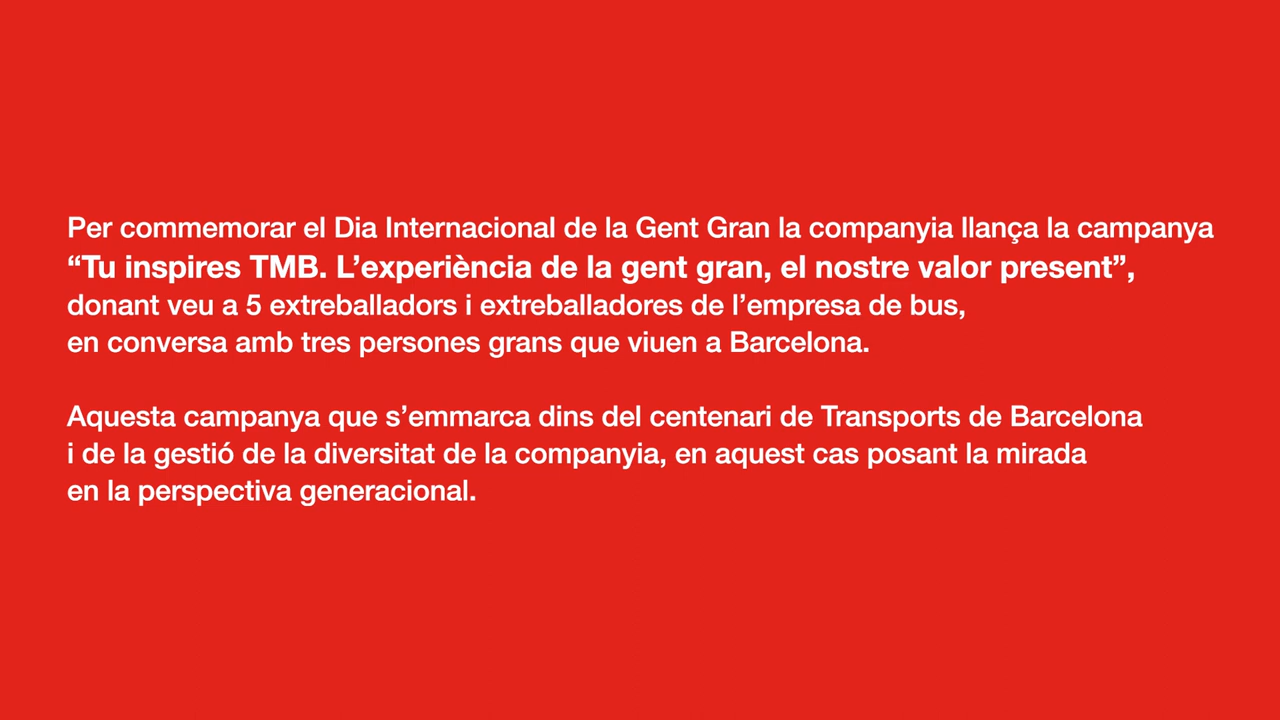 Per commemorar el Dia Internacional de la Gent Gran la companyia llança la campanya
“Tu inspires TMB. L’experiència de la gent gran, el nostre valor present”,
donant veu a 5 extreballadors i extreballadores de l’empresa de bus,
en conversa amb tres persones grans que viuen a Barcelona.
Aquesta campanya que s’emmarca dins del centenari de Transports de Barcelona
i de la gestió de la diversitat de la companyia, en aquest cas posant la mirada
en la perspectiva generacional.